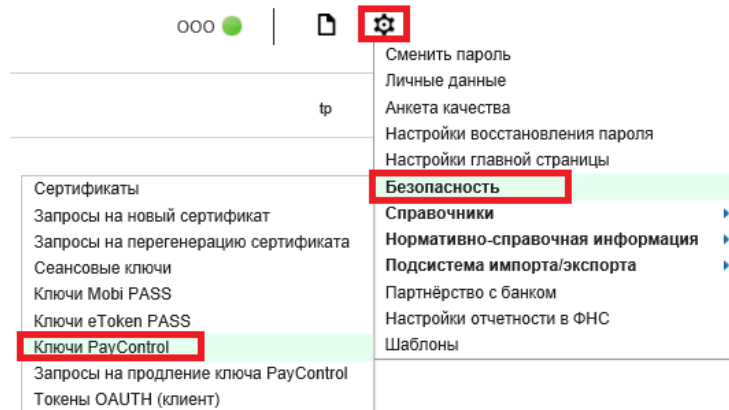 ООО
Сменить пароль
Личные данные
tp
Анкета качества
Настройки восстановления пароля
Настройки главной страницы
Безопасность
Справочники
Нормативно-справочная информация
Подсистема импорта/экспорта
Партнёрство с банком
Настройки отчетности в ФНС
Шаблоны
Сертификаты
Запросы на новый сертификат
Запросы на перегенерацию сертификата
Сеансовые ключи
Ключи Mobi PASS
Ключи eToken PASS
Ключи PayControl
Запросы на продление ключа PayControl
Токены OAUTH (клиент)